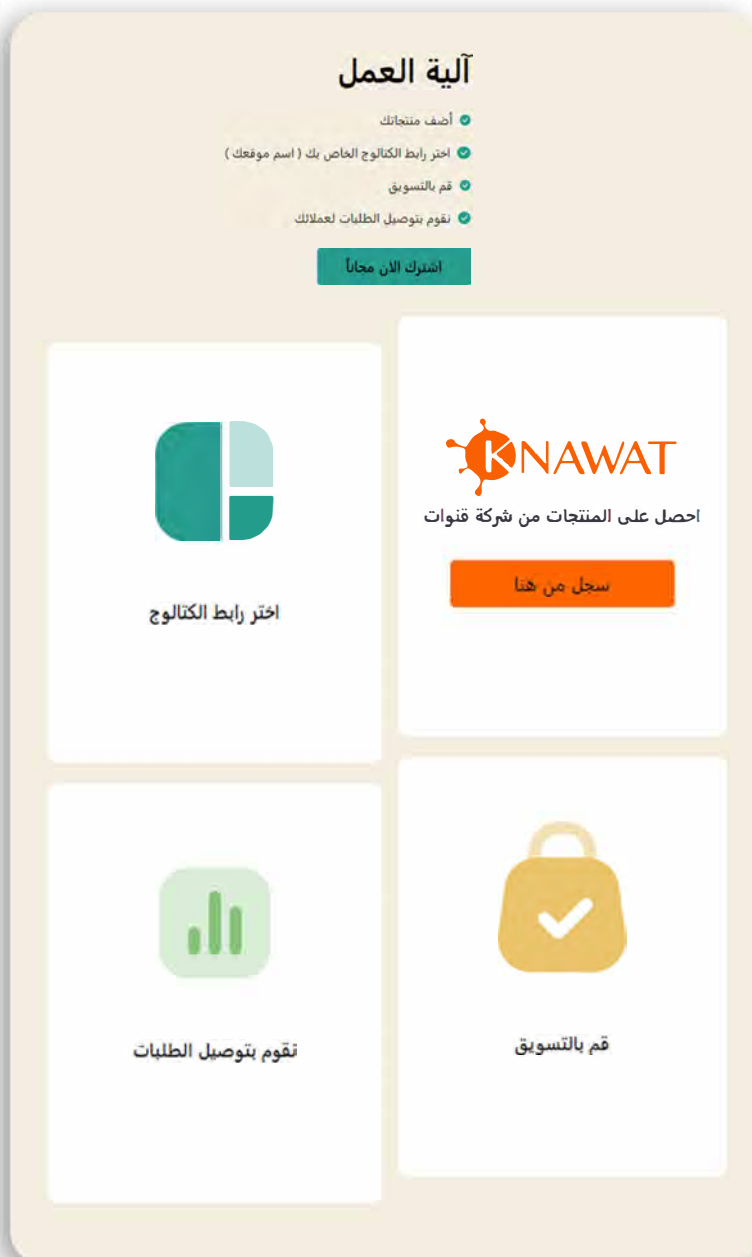 آلية العمل
أضف منتجاتك
اختر رابط الكتالوج الخاص بك ( اسم موقعك )
قم بالتسويق
نقوم بتوصيل الطلبات لعملائك
اشترك الان مجاناً
KNAWAT
احصل على المنتجات من شركة قنوات
سجل من هنا
اختر رابط الكتالوج
قم بالتسويق
نقوم بتوصيل الطلبات